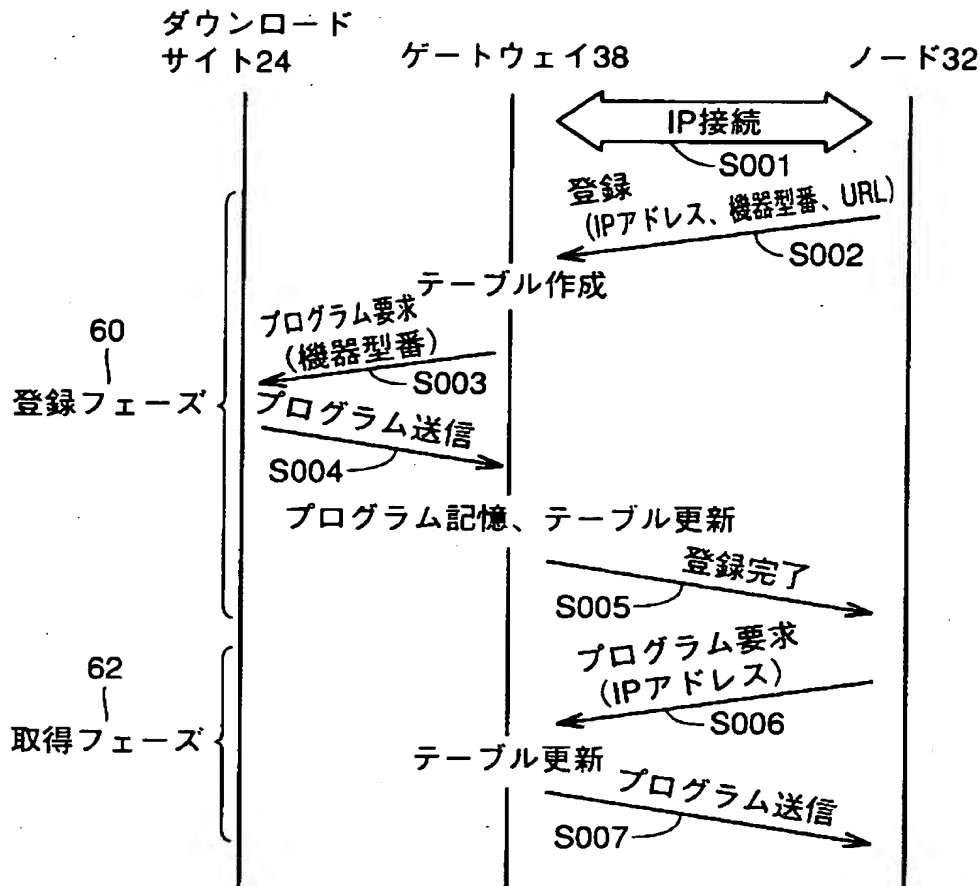 ダウンロード
サイト24
ゲートウェイ38
ノード32
IP接続
S001
登録
(IPアドレス、機器型番、URL)
S002
テーブル作成
プログラム要求
(機器型番)
S003
60
登録フェーズ
プログラム送信
S004
プログラム記憶、テーブル更新
登録完了
S005
プログラム要求
(IPアドレス)
S006
62
取得フェーズ
テーブル更新
プログラム送信
S007